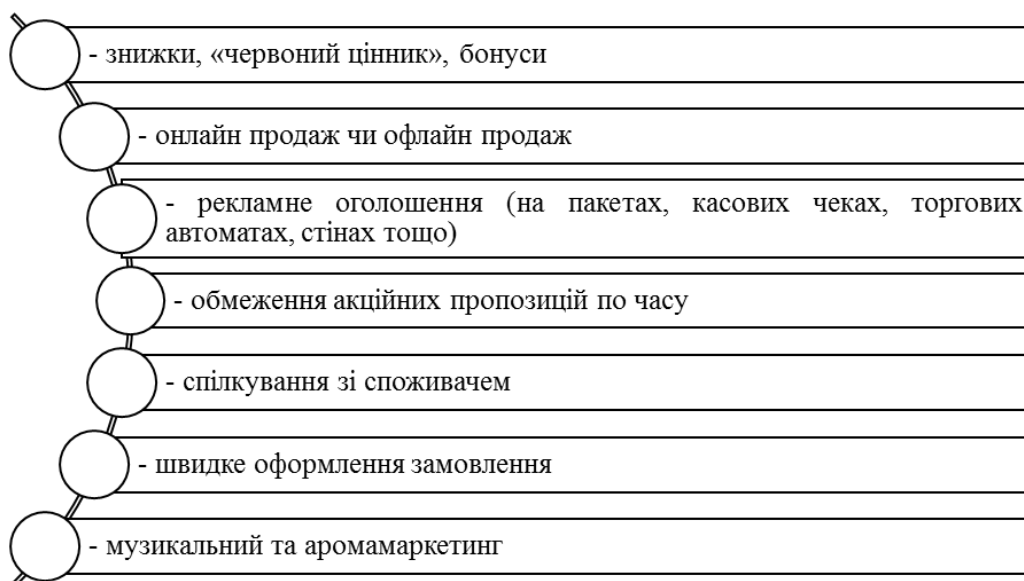 - знижки, «червоний цінник», бонуси
- онлайн продаж чи офлайн продаж
- рекламне оголошення (на пакетах, касових чеках, торгових
автоматах, стінах тощо)
- обмеження акційних пропозицій по часу
- спілкування зі споживачем
- швидке оформлення замовлення
- музикальний та аромамаркетинг